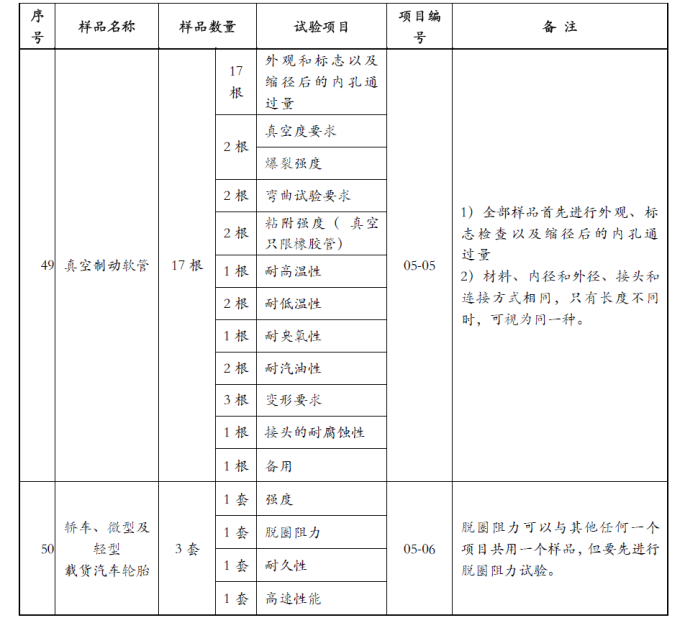 序号 样品名称 样品数量 试验项目 项目编号 备 注
17根 外观和标志以及
缩径后的内孔通
过量
2根 真空度要求
爆裂强度
2根 弯曲试验要求
2根 粘附强度（ 真空
只限橡胶管）
49 真空制动软管 17根
1根 耐高温性
05-05
2根 耐低温性
1根 耐臭氧性
2根 耐汽油性
3根 变形要求
1根 接头的耐腐蚀性
1根 备用
1）全部样品首先进行外观、标
志检查以及缩径后的内孔通
过量
2）材料、内径和外径、接头和
连接方式相同，只有长度不同
时，可视为同一种。
50 轿车、微型及
轻型
载货汽车轮胎
3套
1套 强度
1套 脱圈阻力
1套 耐久性
1套 高速性能
05-06
脱圈阻力可以与其他任何一个
项目共用一个样品，但要先进行
脱圈阻力试验。